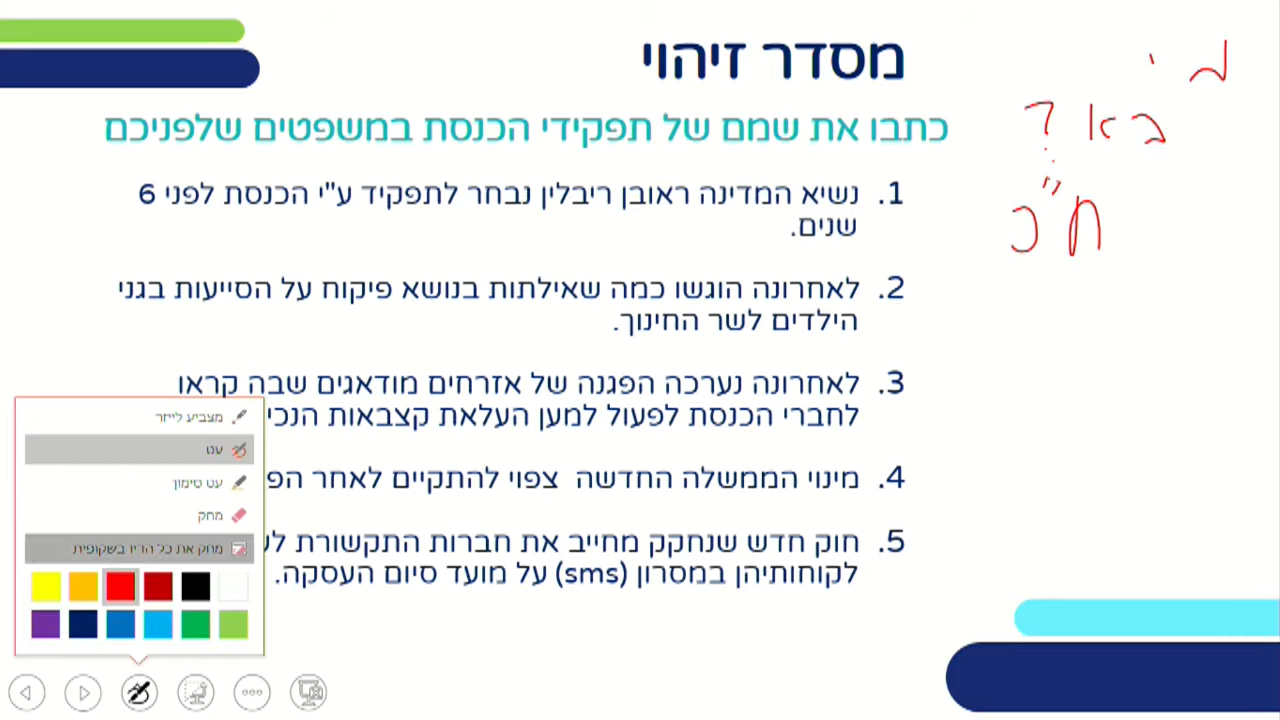 מסדר זיהוי
כתבו את שמם של תפקידי הכנסת במשפטים שלפניכם
1. נשיא המדינה ראובן ריבלין נבחר לתפקיד ע"י הכנסת לפני 6
שנים.
2. לאחרונה הוגשו כמה שאילתות בנושא פיקוח על הסייעות בגני
הילדים לשר החינוך.
3. לאחרונה נערכה הפגנה של אזרחים מודאגים שבה קראו
לחברי הכנסת לפעול למען העלאת קצבאות הנכי
4. מינוי הממשלה החדשה צפוי להתקיים לאחר הפ
5. חוק חדש שנחקק מחייב את חברות התקשורת
לקוחותיהן במסרון (sms) על מועד סיום העסקה.
מי
בא ?
ח"כ
מצביע לייזר
עט
עט סימון
מחק
מחק את כל הדיו בשקופית